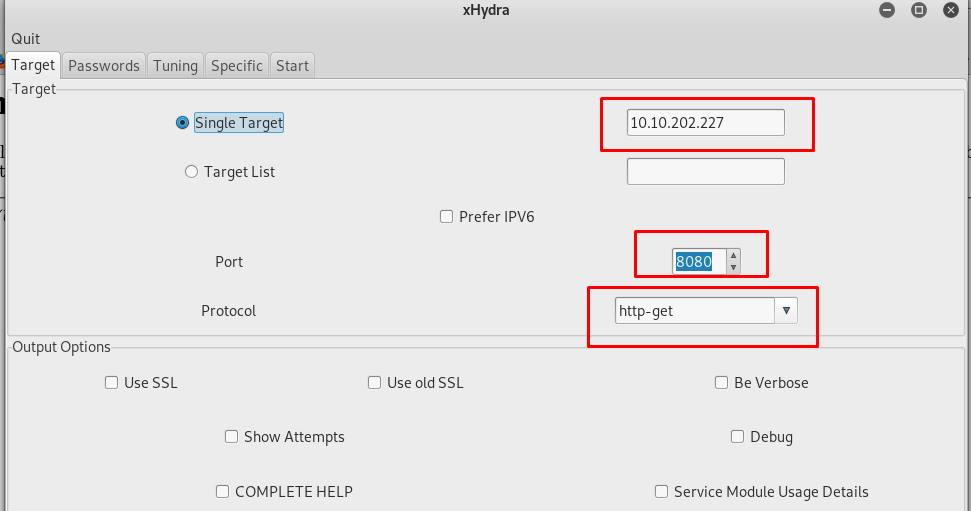 xHydra
Quit
Target Passwords Tuning Specific Start
Target
Single Target 10.10.202.227
Target List
Prefer IPV6
Port 8080
Protocol http-get
Output Options
Use SSL Use old SSL Be Verbose
Show Attempts Debug
COMPLETE HELP Service Module Usage Details